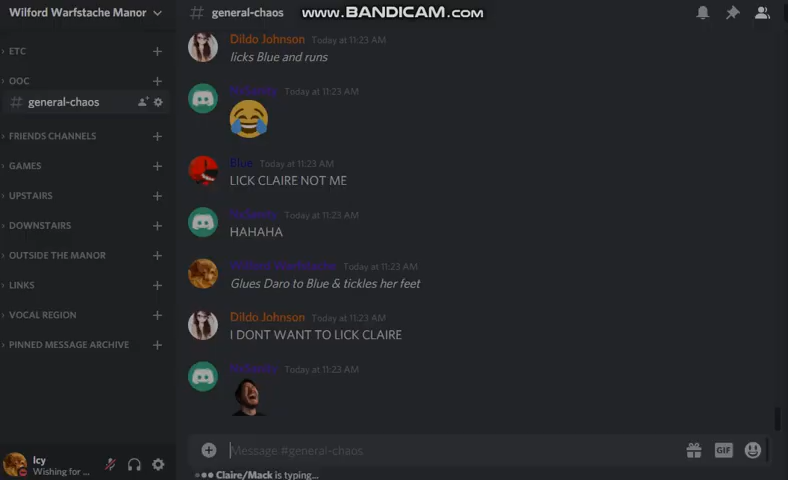 Wilford Warfstache Manor
# general-chaos
www.BANDICAM.com
ETC
OOC
# general-chaos
FRIENDS CHANNELS
GAMES
UPSTAIRS
DOWNSTAIRS
OUTSIDE THE MANOR
LINKS
VOCAL REGION
PINNED MESSAGE ARCHIVE
Icy
Wishing for ...
Dildo Johnson Today at 11:23 AM
licks Blue and runs
Today at 11:23 AM
Blue Today at 11:23 AM
LICK CLAIRE NOT ME
Today at 11:23 AM
HAHAHA
Wilford Warfstache Today at 11:23 AM
Glues Daro to Blue & tickles her feet
Dildo Johnson Today at 11:23 AM
I DONT WANT TO LICK CLAIRE
Today at 11:23 AM
Message #general-chaos
GIF
Claire/Mack is typing...